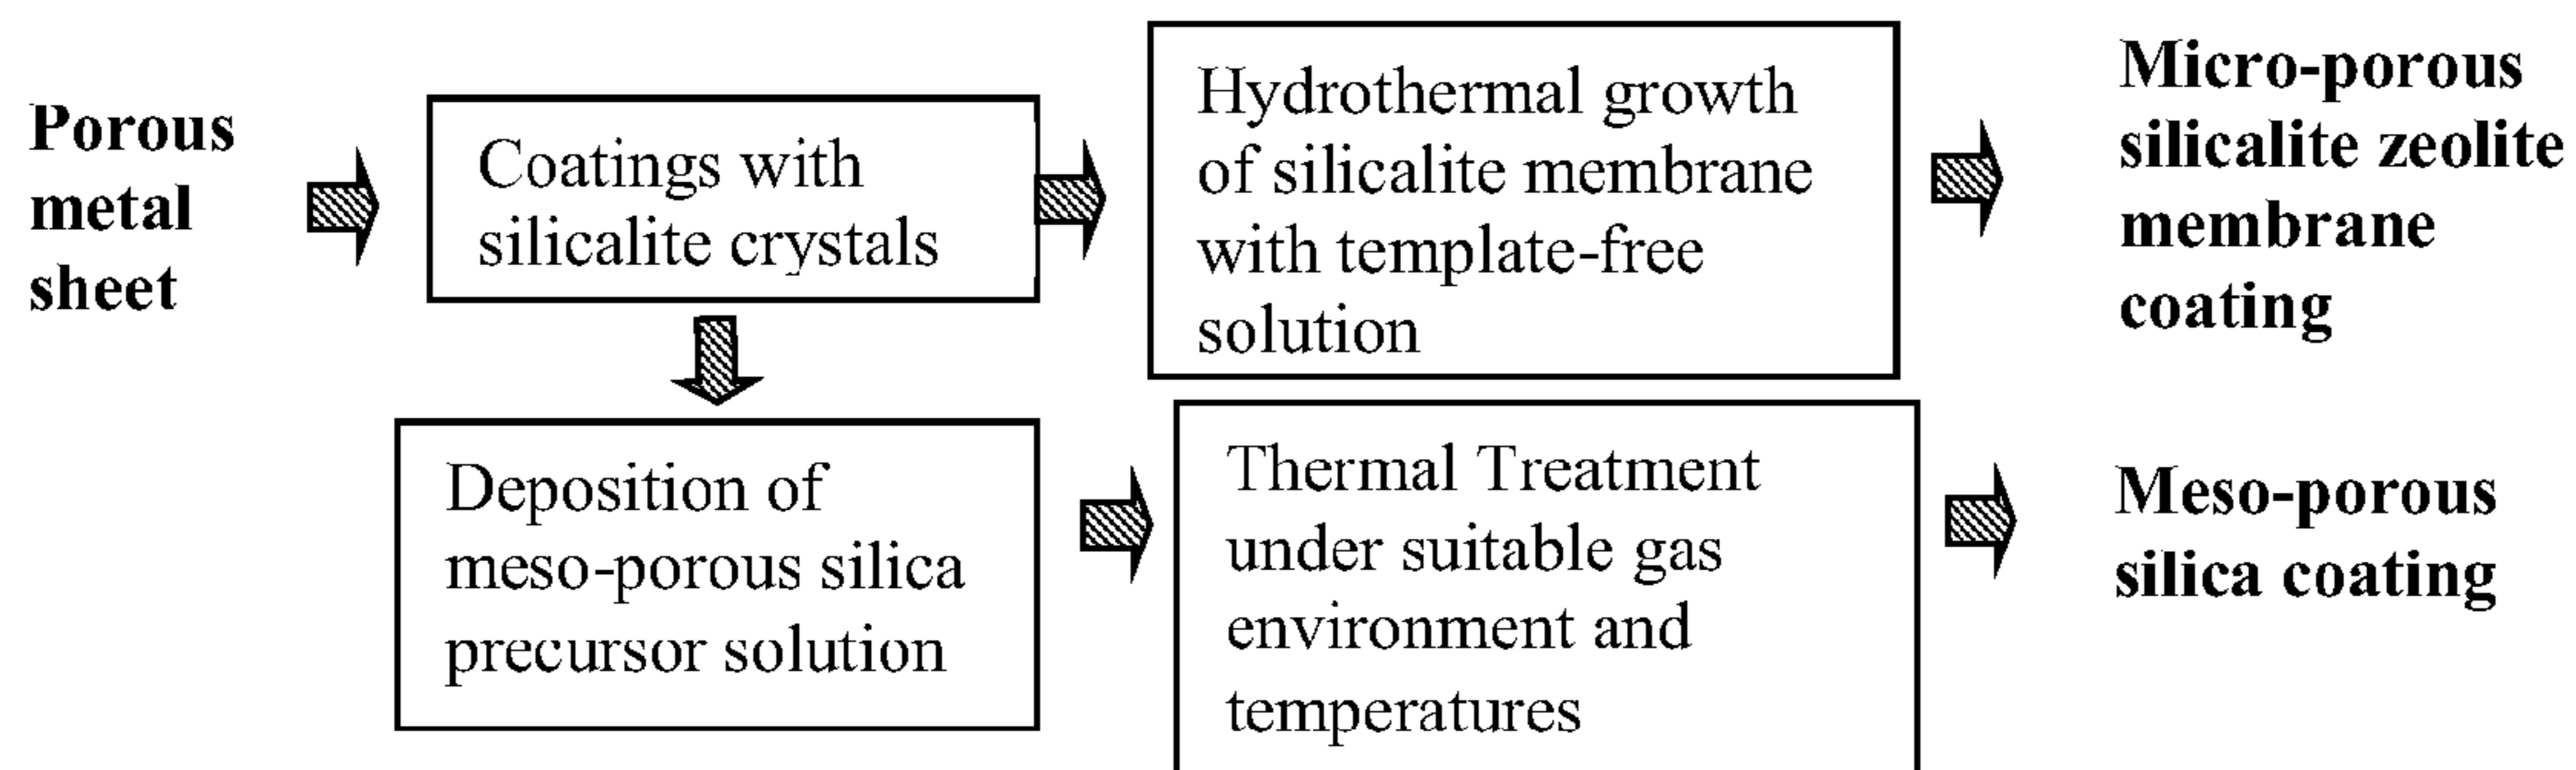 Porous
metal
sheet
Coatings with
silicalite crystals
Hydrothermal growth
of silicalite membrane
with template-free
solution
Micro-porous
silicalite zeolite
membrane
coating
Deposition of
meso-porous silica
precursor solution
Thermal Treatment
under suitable gas
environment and
temperatures
Meso-porous
silica coating